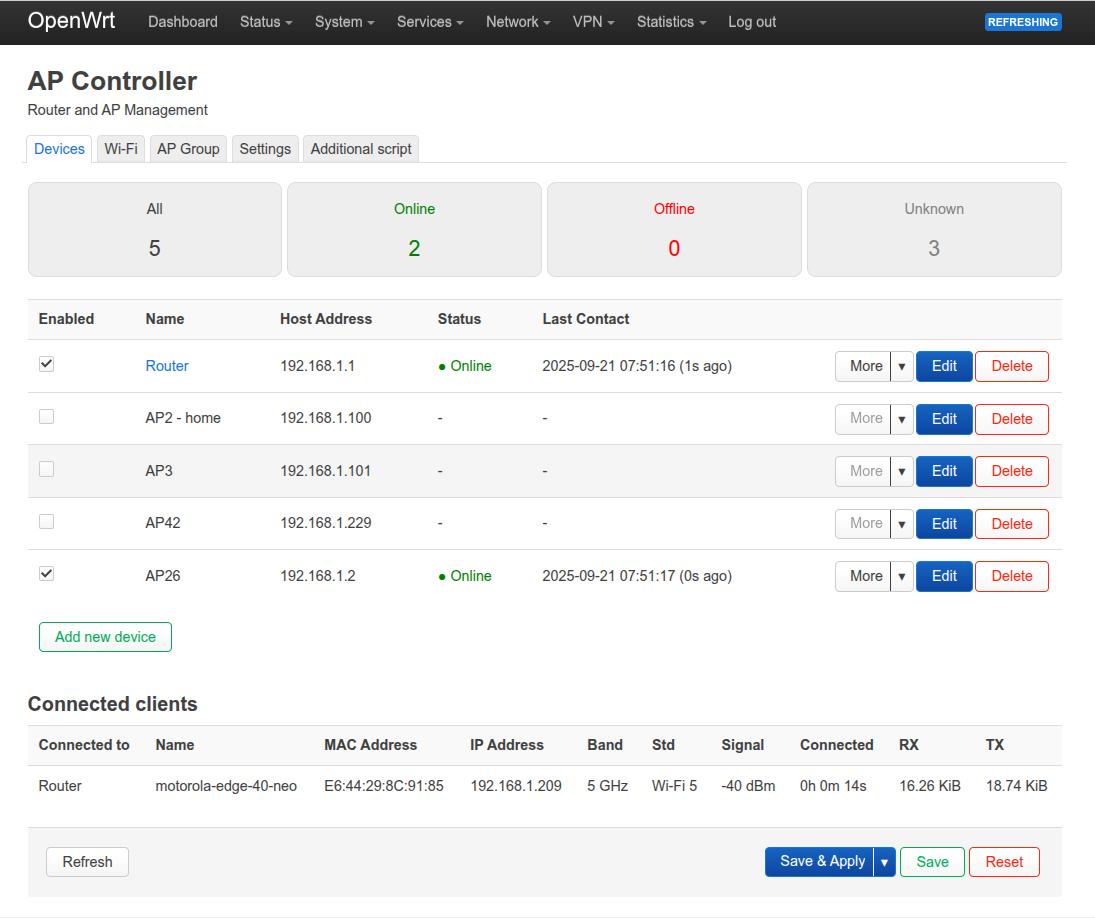 OpenWrt Dashboard Status System Services Network VPN Statistics Log out REFRESHING
AP Controller
Router and AP Management
Devices Wi-Fi AP Group Settings Additional script
All Online Offline Unknown
5 2 0 3
Enabled Name Host Address Status Last Contact
Router 192.168.1.1 ● Online 2025-09-21 07:51:16 (1s ago) More ▾ Edit Delete
AP2 - home 192.168.1.100 - - More ▾ Edit Delete
AP3 192.168.1.101 - - More ▾ Edit Delete
AP42 192.168.1.229 - - More ▾ Edit Delete
AP26 192.168.1.2 ● Online 2025-09-21 07:51:17 (0s ago) More ▾ Edit Delete
Add new device
Connected clients
Connected to Name MAC Address IP Address Band Std Signal Connected RX TX
Router motorola-edge-40-neo E6:44:29:8C:91:85 192.168.1.209 5 GHz Wi-Fi 5 -40 dBm 0h 0m 14s 16.26 KiB 18.74 KiB
Refresh Save & Apply ▾ Save Reset